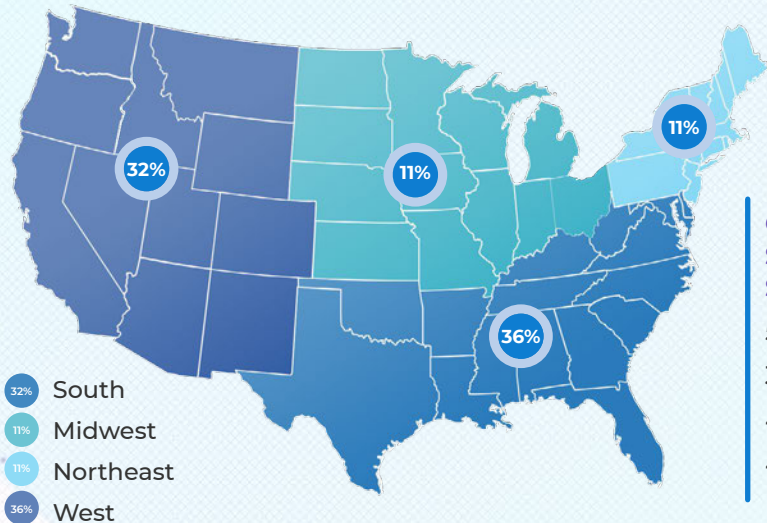 11%
32%
11%
36%
32% South
11% Midwest
11% Northeast
36% West